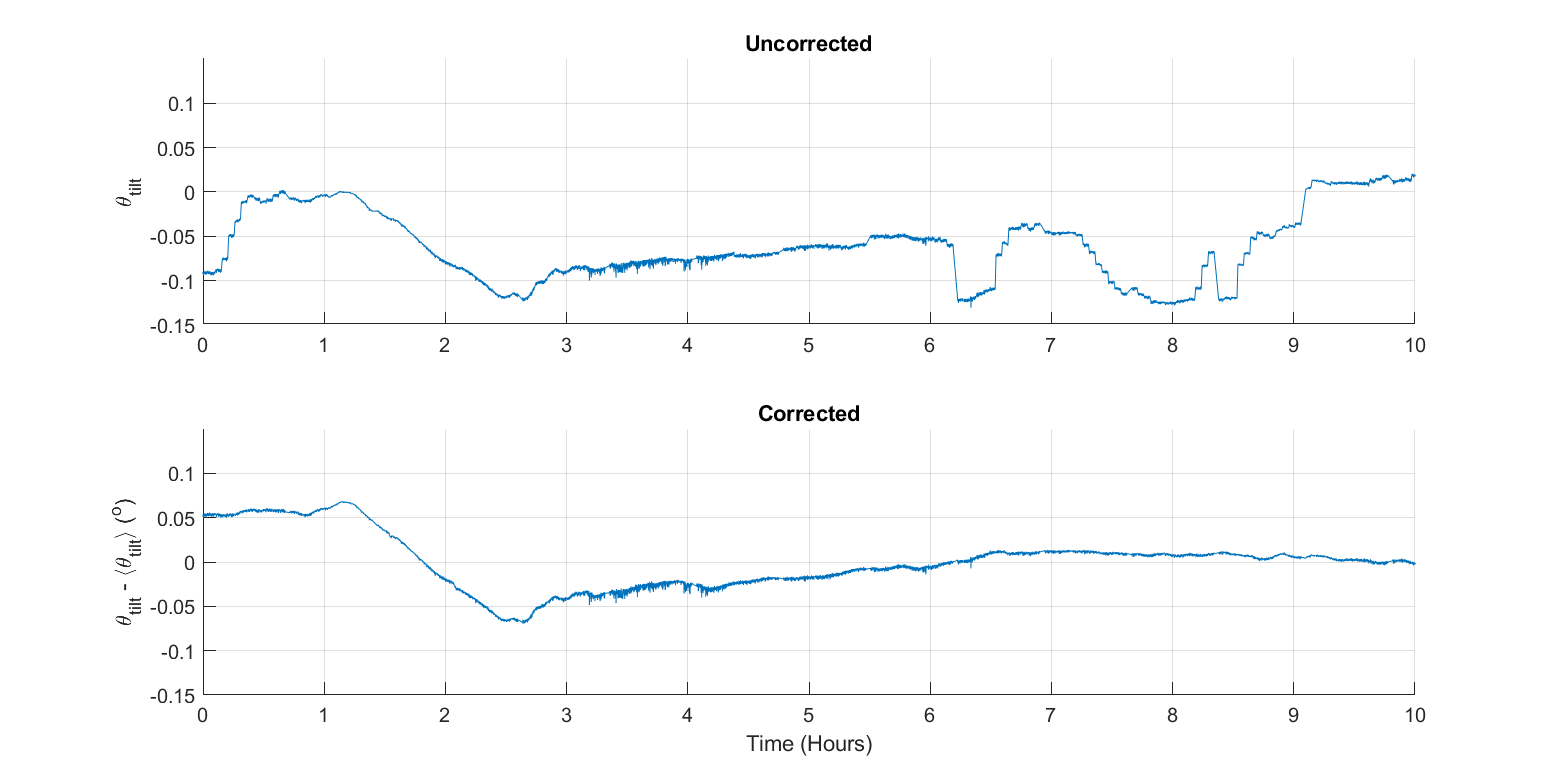 Uncorrected
θtilt
0.1
0.05
0
-0.05
-0.1
-0.15
0 1 2 3 4 5 6 7 8 9 10
Corrected
θtilt - ⟨θtilt⟩ (o)
0.1
0.05
0
-0.05
-0.1
-0.15
0 1 2 3 4 5 6 7 8 9 10
Time (Hours)